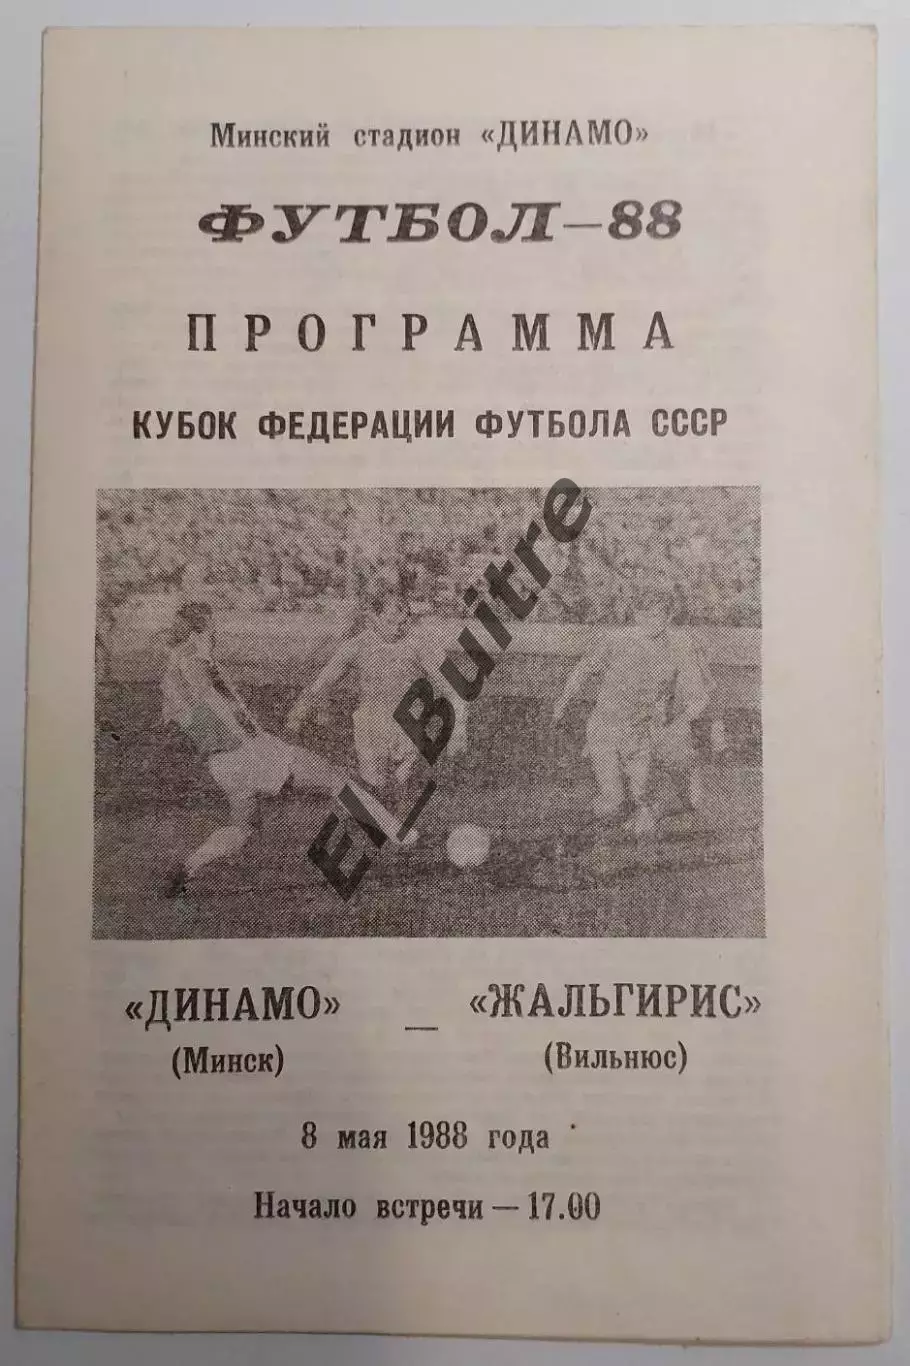 Минский стадион «ДИНАМО»
ФУТБОЛ–88
ПРОГРАММА
КУБОК ФЕДЕРАЦИИ ФУТБОЛА СССР
El_Buitre
«ДИНАМО» — «ЖАЛЬГИРИС»
(Минск) (Вильнюс)
8 мая 1988 года
Начало встречи — 17.00